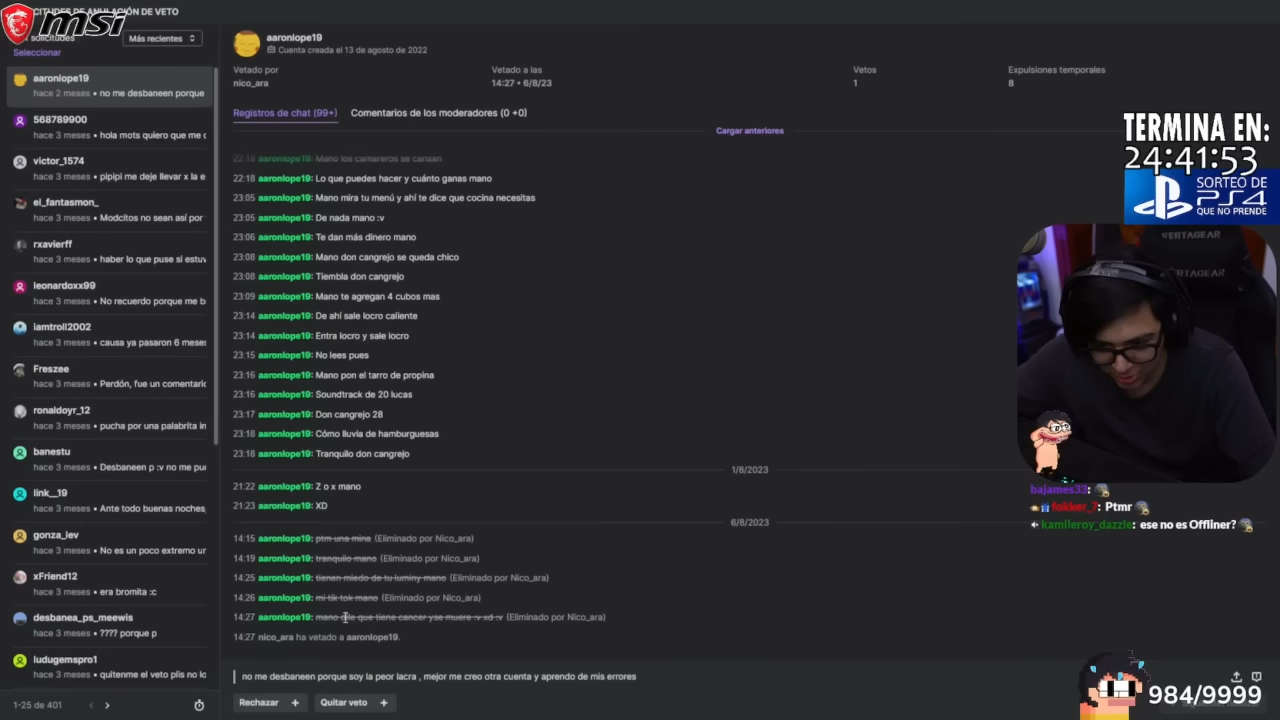 CITUDES DE ANULACIÓN DE VETO
msi
solicitudes
Más recientes
Seleccionar
aaronlope19
hace 2 meses • no me desbaneen porque
568789900
hace 3 meses • hola mots quiero que me
victor_1574
hace 3 meses • pipipi me deje llevar x la e
el_fantasmon_
hace 3 meses • Modcitos no sean así por
rxavierff
hace 3 meses • haber lo que puse si estuv
leonardoxx99
hace 3 meses • No recuerdo porque me b
iamtroll2002
hace 3 meses • causa ya pasaron 6 meses
Freszee
hace 3 meses • Perdón, fue un comentario
ronaldoyr_12
hace 3 meses • pucha por una palabrita in
banestu
hace 3 meses • Desbaneen p :v no me pu
link__19
hace 3 meses • Ante todo buenas noches,
gonza_lev
hace 3 meses • No es un poco extremo un
xFriend12
hace 3 meses • era bromita :c
desbanea_ps_meewis
hace 3 meses • ???? porque p
ludugemspro1
hace 3 meses • quitenme el veto plis no lo
1-25 de 401
aaronlope19
Cuenta creada el 13 de agosto de 2022
Vetado por
nico_ara
Vetado a las
14:27 • 6/8/23
Vetos
1
Expulsiones temporales
8
Registros de chat (99+)
Comentarios de los moderadores (0 +0)
Cargar anteriores
22:18 aaronlope19: Mano los camareros se cansan
22:18 aaronlope19: Lo que puedes hacer y cuánto ganas mano
23:05 aaronlope19: Mano mira tu menú y ahí te dice que cocina necesitas
23:05 aaronlope19: De nada mano :v
23:06 aaronlope19: Te dan más dinero mano
23:08 aaronlope19: Mano don cangrejo se queda chico
23:08 aaronlope19: Tiembla don cangrejo
23:09 aaronlope19: Mano te agregan 4 cubos mas
23:14 aaronlope19: De ahí sale locro caliente
23:14 aaronlope19: Entra locro y sale locro
23:15 aaronlope19: No lees pues
23:16 aaronlope19: Mano pon el tarro de propina
23:16 aaronlope19: Soundtrack de 20 lucas
23:17 aaronlope19: Don cangrejo 28
23:18 aaronlope19: Cómo lluvia de hamburguesas
23:18 aaronlope19: Tranquilo don cangrejo
1/8/2023
21:22 aaronlope19: Z o x mano
21:23 aaronlope19: XD
6/8/2023
14:15 aaronlope19: ptm una mina (Eliminado por Nico_ara)
14:19 aaronlope19: tranquilo mano (Eliminado por Nico_ara)
14:25 aaronlope19: tienen miedo de tu luminy mano (Eliminado por Nico_ara)
14:26 aaronlope19: mi tik tok mano (Eliminado por Nico_ara)
14:27 aaronlope19: mano dile que tiene cancer yse muere :v xd :v (Eliminado por Nico_ara)
14:27 nico_ara ha vetado a aaronlope19.
no me desbaneen porque soy la peor lacra , mejor me creo otra cuenta y aprendo de mis errores
Rechazar +
Quitar veto +
TERMINA EN:
24:41:53
SORTEO DE
PS4
QUE NO PRENDE
VERTAGEAR
VERTAGEAR
bajames33:
fokker_7: Ptmr
kamilleroy_dazzle: ese no es Offliner?
984/9999